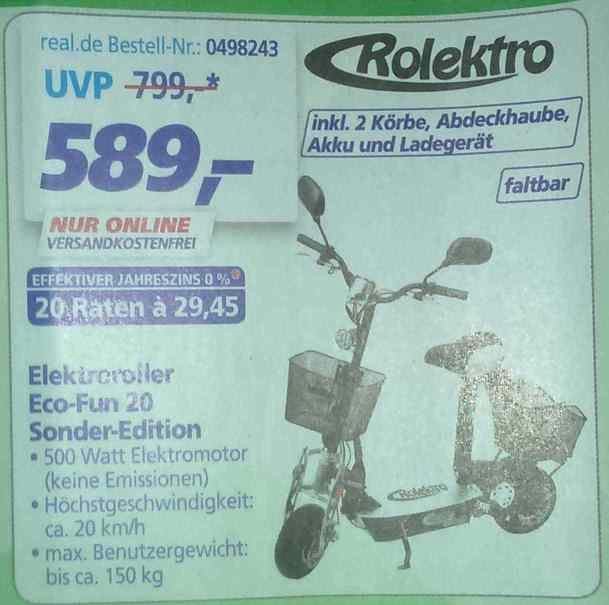 real.de Bestell-Nr.: 0498243
UVP 799,-*
589,-
NUR ONLINE
VERSANDKOSTENFREI
EFFEKTIVER JAHRESZINS 0 %
20 Raten à 29,45
Rolektro
inkl. 2 Körbe, Abdeckhaube,
Akku und Ladegerät
faltbar
Elektroroller
Eco-Fun 20
Sonder-Edition
• 500 Watt Elektromotor
(keine Emissionen)
• Höchstgeschwindigkeit:
ca. 20 km/h
• max. Benutzergewicht:
bis ca. 150 kg
Rolektro